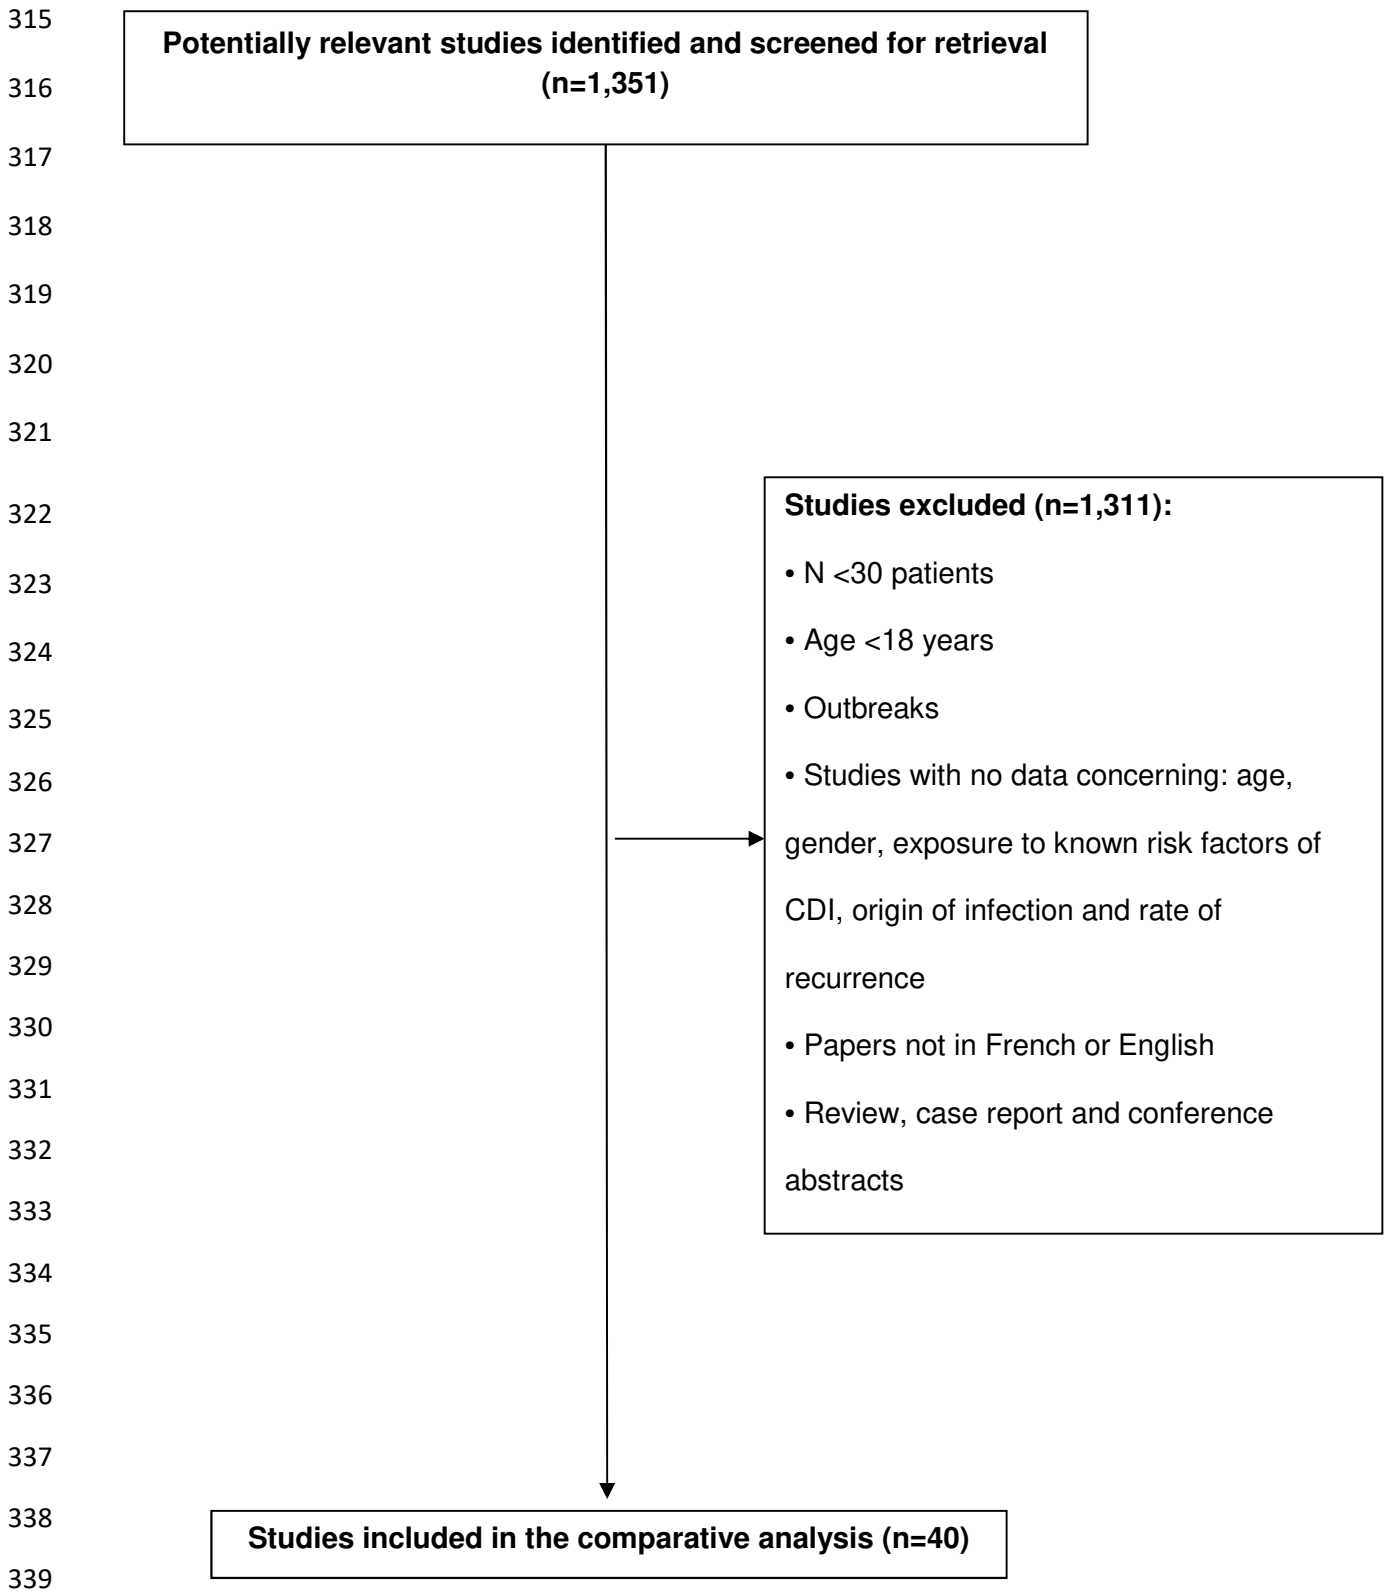 315
Potentially relevant studies identified and screened for retrieval
(n=1,351)
316
317
318
319
320
321
322
Studies excluded (n=1,311):
323
• N <30 patients
324
• Age <18 years
325
• Outbreaks
326
• Studies with no data concerning: age,
327
gender, exposure to known risk factors of
328
CDI, origin of infection and rate of
329
recurrence
330
• Papers not in French or English
331
• Review, case report and conference
332
abstracts
333
334
335
336
337
338
Studies included in the comparative analysis (n=40)
339